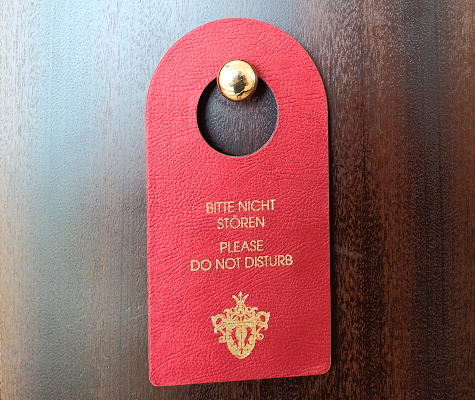 BITTE NICHT
STÖREN
PLEASE
DO NOT DISTURB